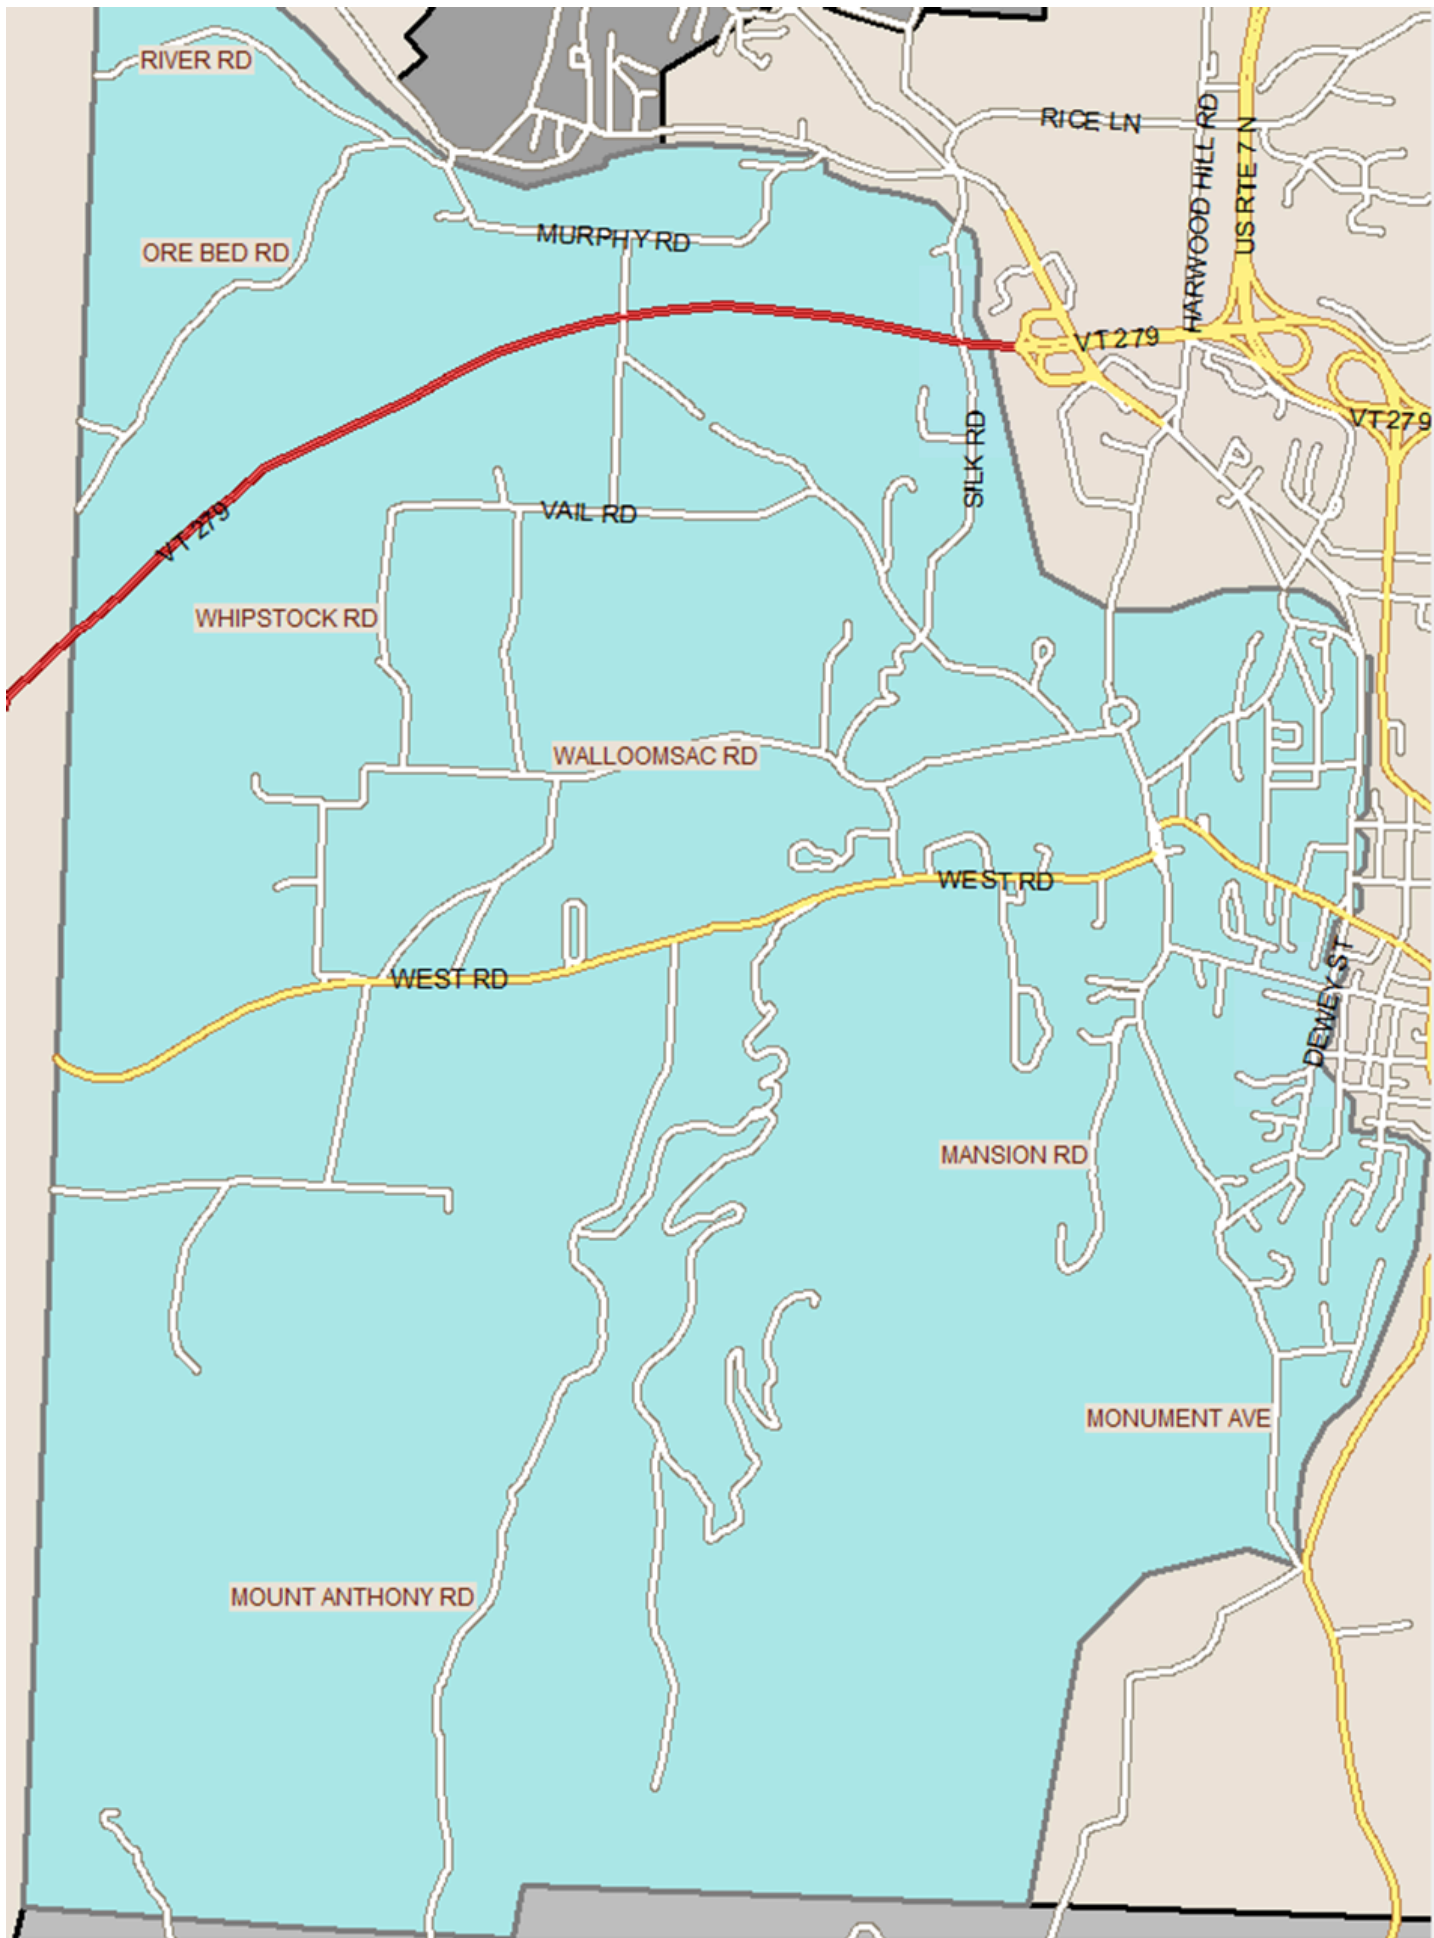 RIVER RD
RICE LN
HARWOOD HILL RD
US RTE 7 N
MURPHY RD
ORE BED RD
VT 279
VT 279
SILK RD
VAIL RD
VT 279
WHIPSTOCK RD
WALLOOMSAC RD
WEST RD
WEST RD
DEWEY ST
MANSION RD
MONUMENT AVE
MOUNT ANTHONY RD